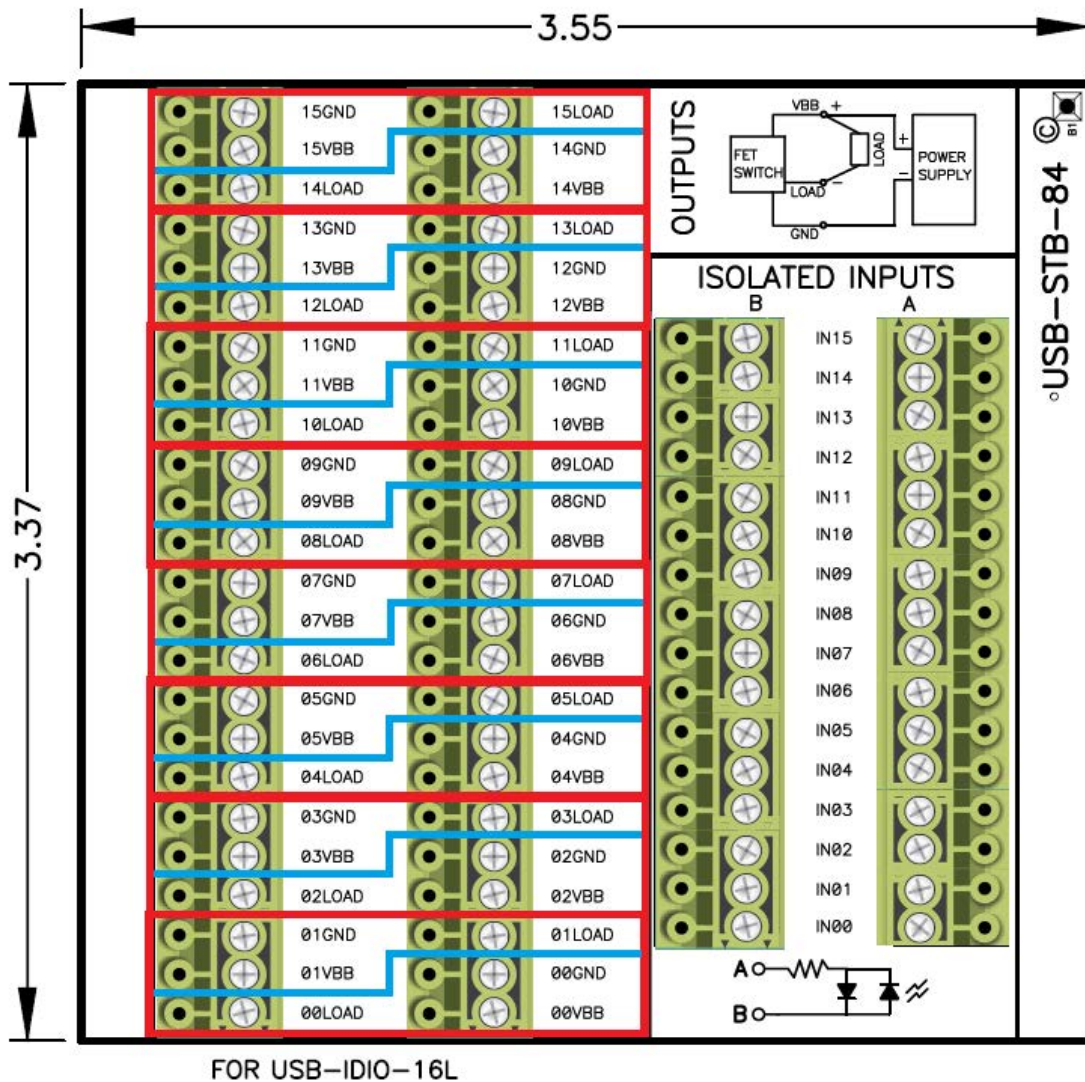 3.55
3.37
15GND 15LOAD
15VBB 14GND
14LOAD 14VBB
13GND 13LOAD
13VBB 12GND
12LOAD 12VBB
11GND 11LOAD
11VBB 10GND
10LOAD 10VBB
09GND 09LOAD
09VBB 08GND
08LOAD 08VBB
07GND 07LOAD
07VBB 06GND
06LOAD 06VBB
05GND 05LOAD
05VBB 04GND
04LOAD 04VBB
03GND 03LOAD
03VBB 02GND
02LOAD 02VBB
01GND 01LOAD
01VBB 00GND
00LOAD 00VBB
OUTPUTS
VBB +
FET
SWITCH
LOAD
LOAD -
GND
+
-
POWER
SUPPLY
ISOLATED INPUTS
B A
IN15
IN14
IN13
IN12
IN11
IN10
IN09
IN08
IN07
IN06
IN05
IN04
IN03
IN02
IN01
IN00
A
B
©
B1
USB-STB-84
FOR USB-IDIO-16L